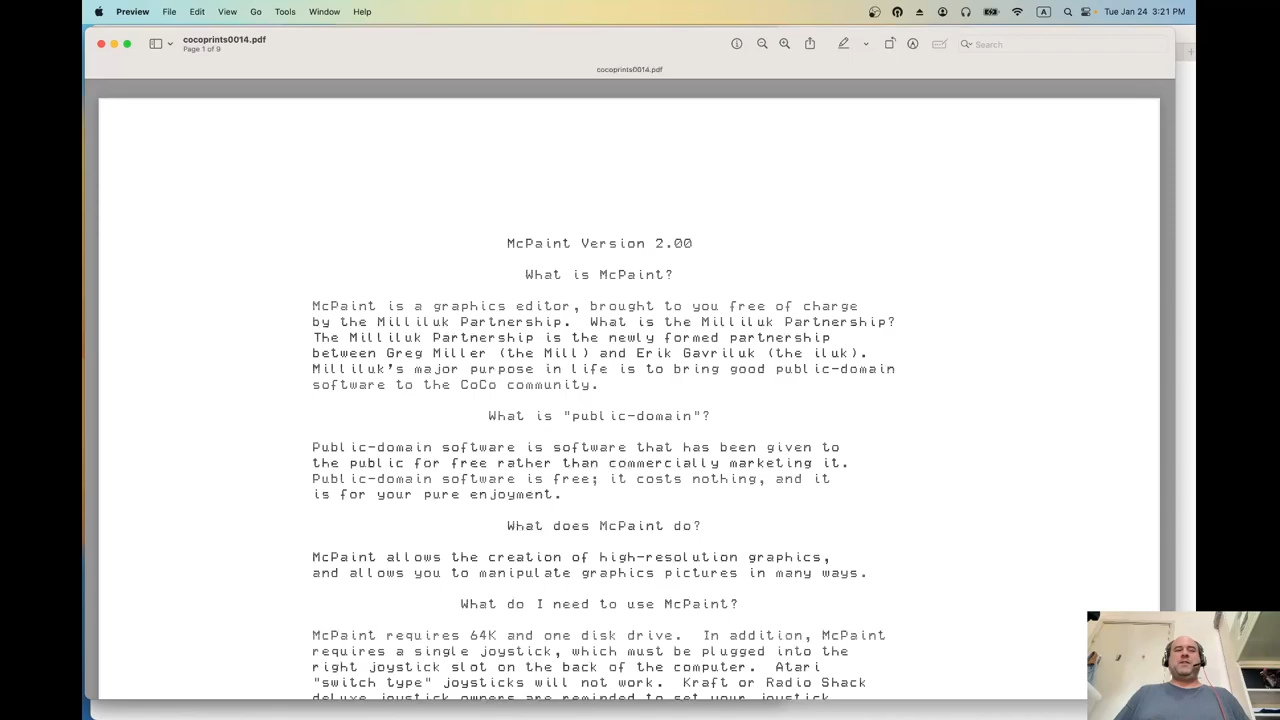 Preview File Edit View Go Tools Window Help A Tue Jan 24 3:21 PM
cocoprints0014.pdf
Page 1 of 9
Search
cocoprints0014.pdf
McPaint Version 2.00
What is McPaint?
McPaint is a graphics editor, brought to you free of charge
by the Milliluk Partnership. What is the Milliluk Partnership?
The Milliluk Partnership is the newly formed partnership
between Greg Miller (the Mill) and Erik Gavriluk (the iluk).
Milliluk's major purpose in life is to bring good public-domain
software to the CoCo community.
What is "public-domain"?
Public-domain software is software that has been given to
the public for free rather than commercially marketing it.
Public-domain software is free; it costs nothing, and it
is for your pure enjoyment.
What does McPaint do?
McPaint allows the creation of high-resolution graphics,
and allows you to manipulate graphics pictures in many ways.
What do I need to use McPaint?
McPaint requires 64K and one disk drive. In addition, McPaint
requires a single joystick, which must be plugged into the
right joystick slot on the back of the computer. Atari
"switch type" joysticks will not work. Kraft or Radio Shack
deluxe joystick owners are reminded to set your joystick